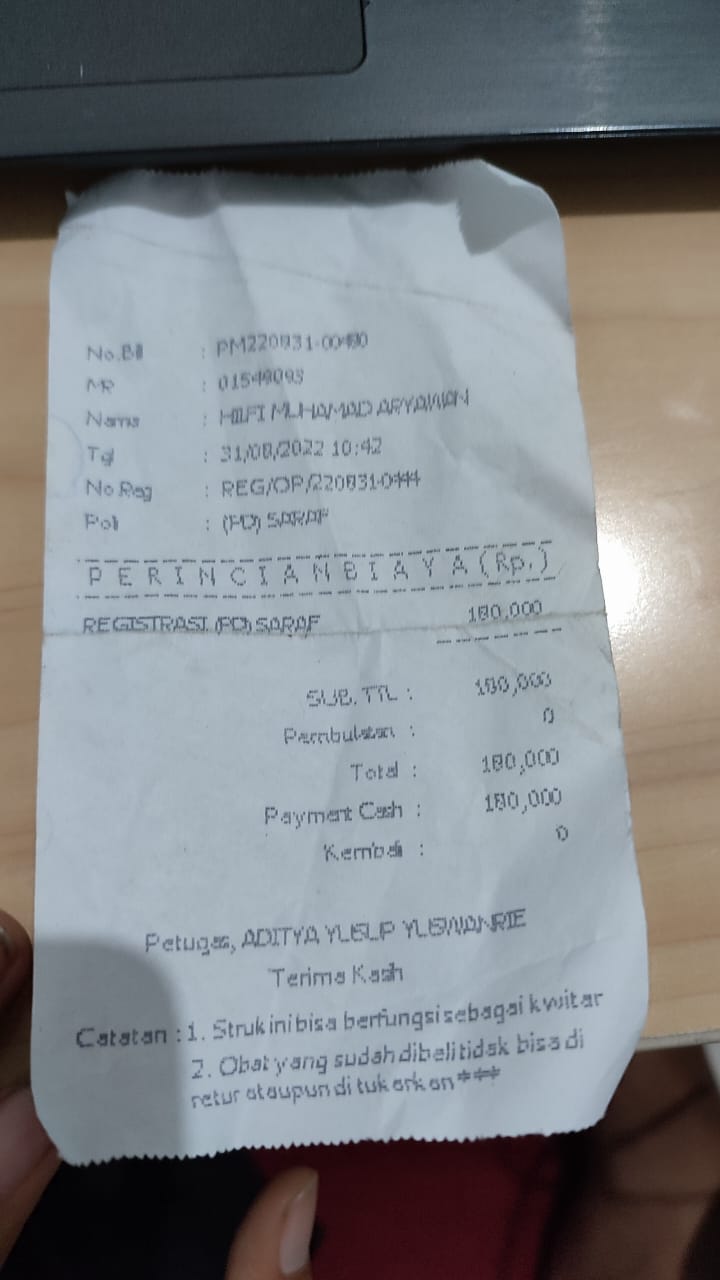 No.Bill : PM220831-00480
MR : 01549093
Nama : HILFI MUHAMAD ARYAWAN
Tgl : 31/08/2022 10:42
No Reg : REG/OP/220831-0444
Poli : (PD) SARAF
PERINCIAN BIAYA (Rp.)
REGISTRASI (PD) SARAF 180,000
SUB. TTL : 180,000
Pembulatan : 0
Total : 180,000
Payment Cash : 180,000
Kembali : 0
Petugas, ADITYA YUSUP YUSWANRIE
Terima Kasih
Catatan : 1. Struk ini bisa berfungsi sebagai kwitar
2. Obat yang sudah dibeli tidak bisa di
retur ataupun di tukarkan***